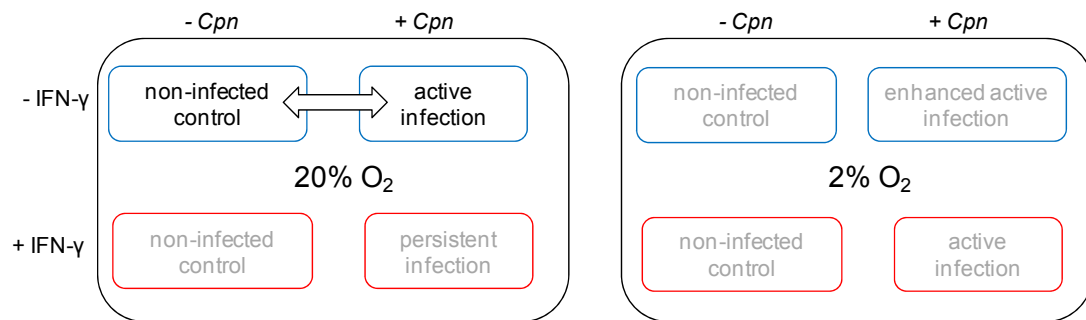 - Cpn + Cpn - Cpn + Cpn
- IFN-γ
non-infected control
active infection
non-infected control
enhanced active infection
20% O₂
2% O₂
+ IFN-γ
non-infected control
persistent infection
non-infected control
active infection